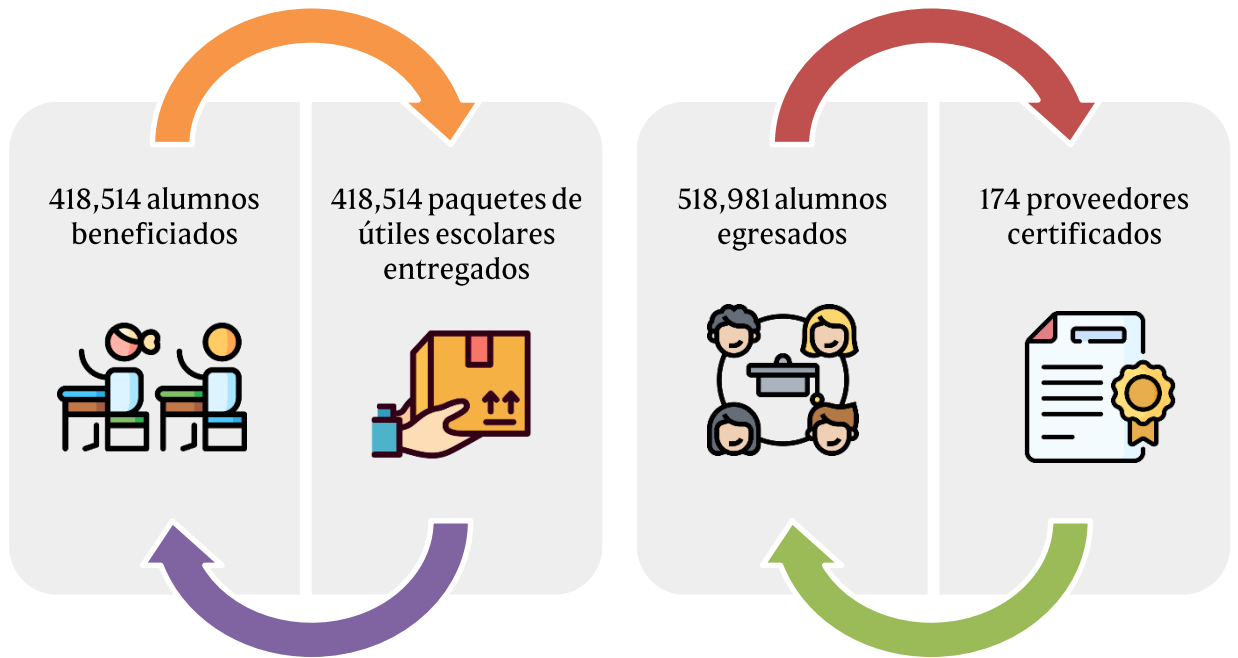 418,514 alumnos
beneficiados
418,514 paquetes de
útiles escolares
entregados
518,981 alumnos
egresados
174 proveedores
certificados